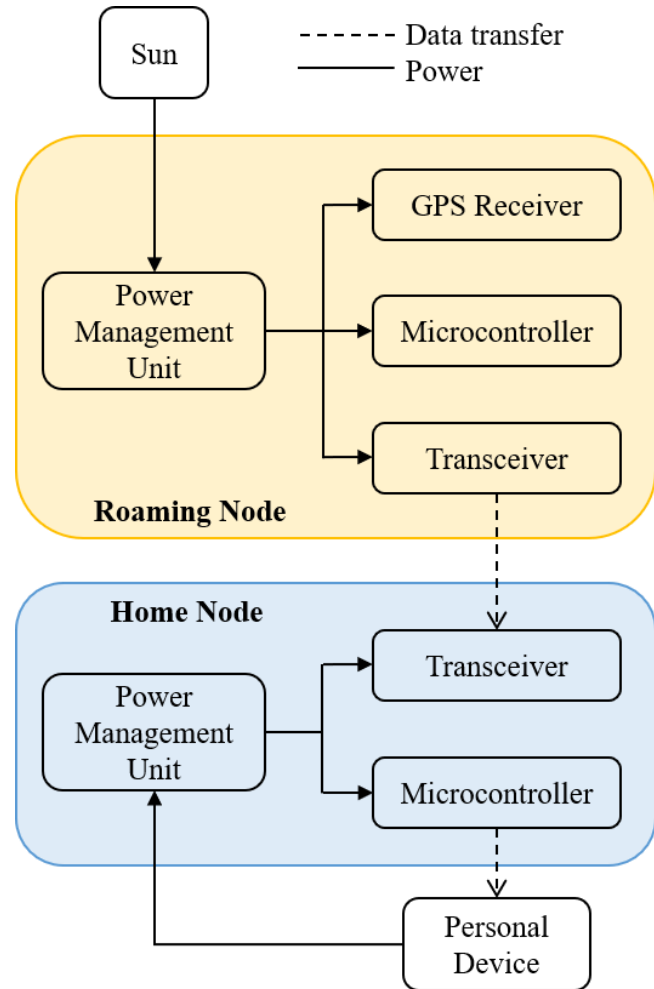 Sun
Data transfer
Power
GPS Receiver
Power
Management
Unit
Microcontroller
Transceiver
Roaming Node
Home Node
Transceiver
Power
Management
Unit
Microcontroller
Personal
Device